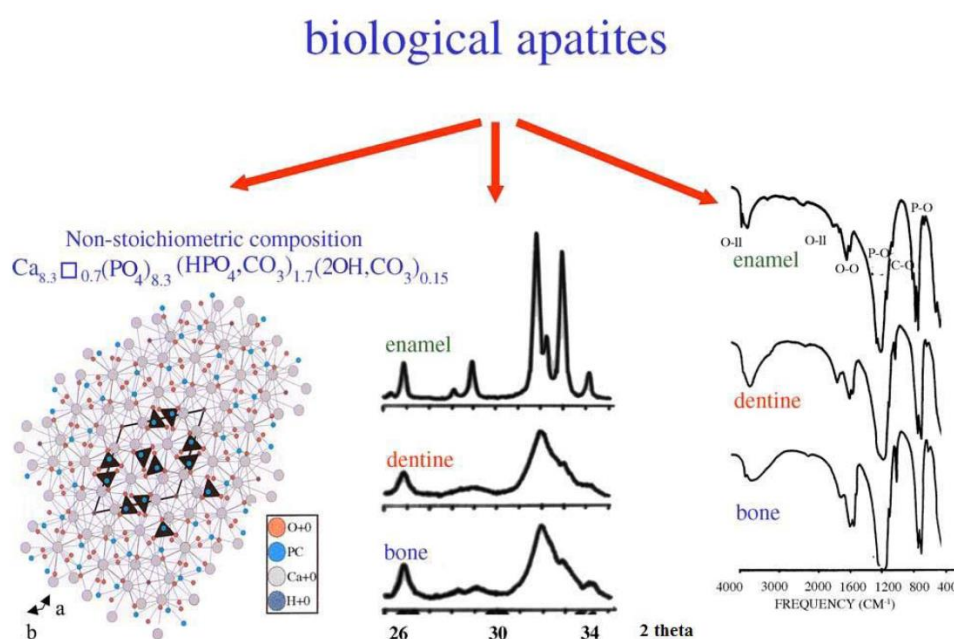 biological apatites
Non-stoichiometric composition
Ca8.3□0.7(PO4)8.3(HPO4,CO3)1.7(2OH,CO3)0.15
O+0
PC
Ca+0
H+0
a
b
enamel
dentine
bone
26 30 34 2 theta
O-ll
O-ll
P-O
enamel
O-O
P-O
C-O
dentine
bone
4000 3000 2000 1600 1200 800 400
FREQUENCY (CM-1)